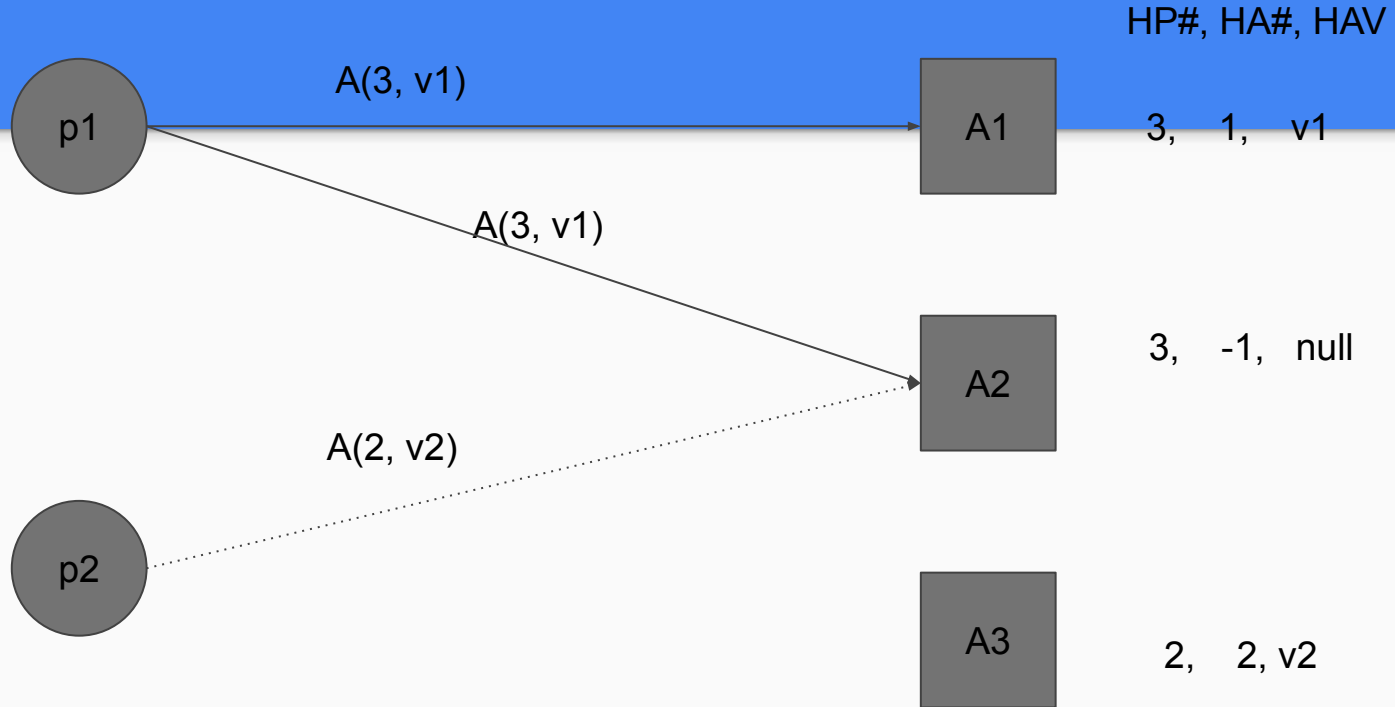 HP#, HA#, HAV
A(3, v1)
p1
A1
3, 1, v1
A(3, v1)
3, -1, null
A2
A(2, v2)
p2
A3
2, 2, v2